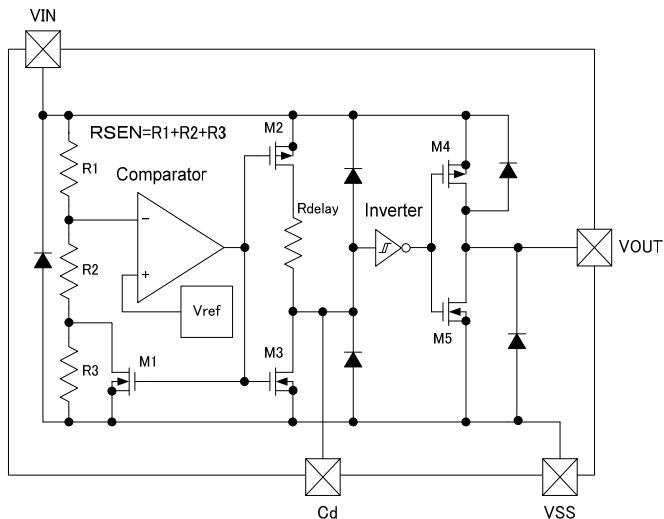 VIN
RSEN=R1+R2+R3
M2
M4
R1
Comparator
Rdelay
Inverter
−
VOUT
R2
+
Vref
M5
M1
M3
R3
Cd
VSS